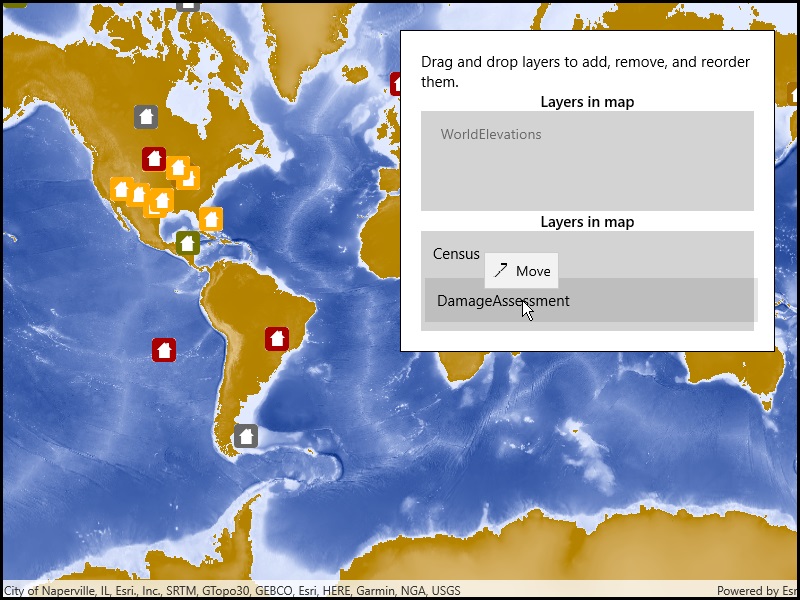 Drag and drop layers to add, remove, and reorder
them.
Layers in map
WorldElevations
Layers in map
Census
Move
DamageAssessment
City of Naperville, IL, Esri., Inc., SRTM, GTopo30, GEBCO, Esri, HERE, Garmin, NGA, USGS
Powered by Esr